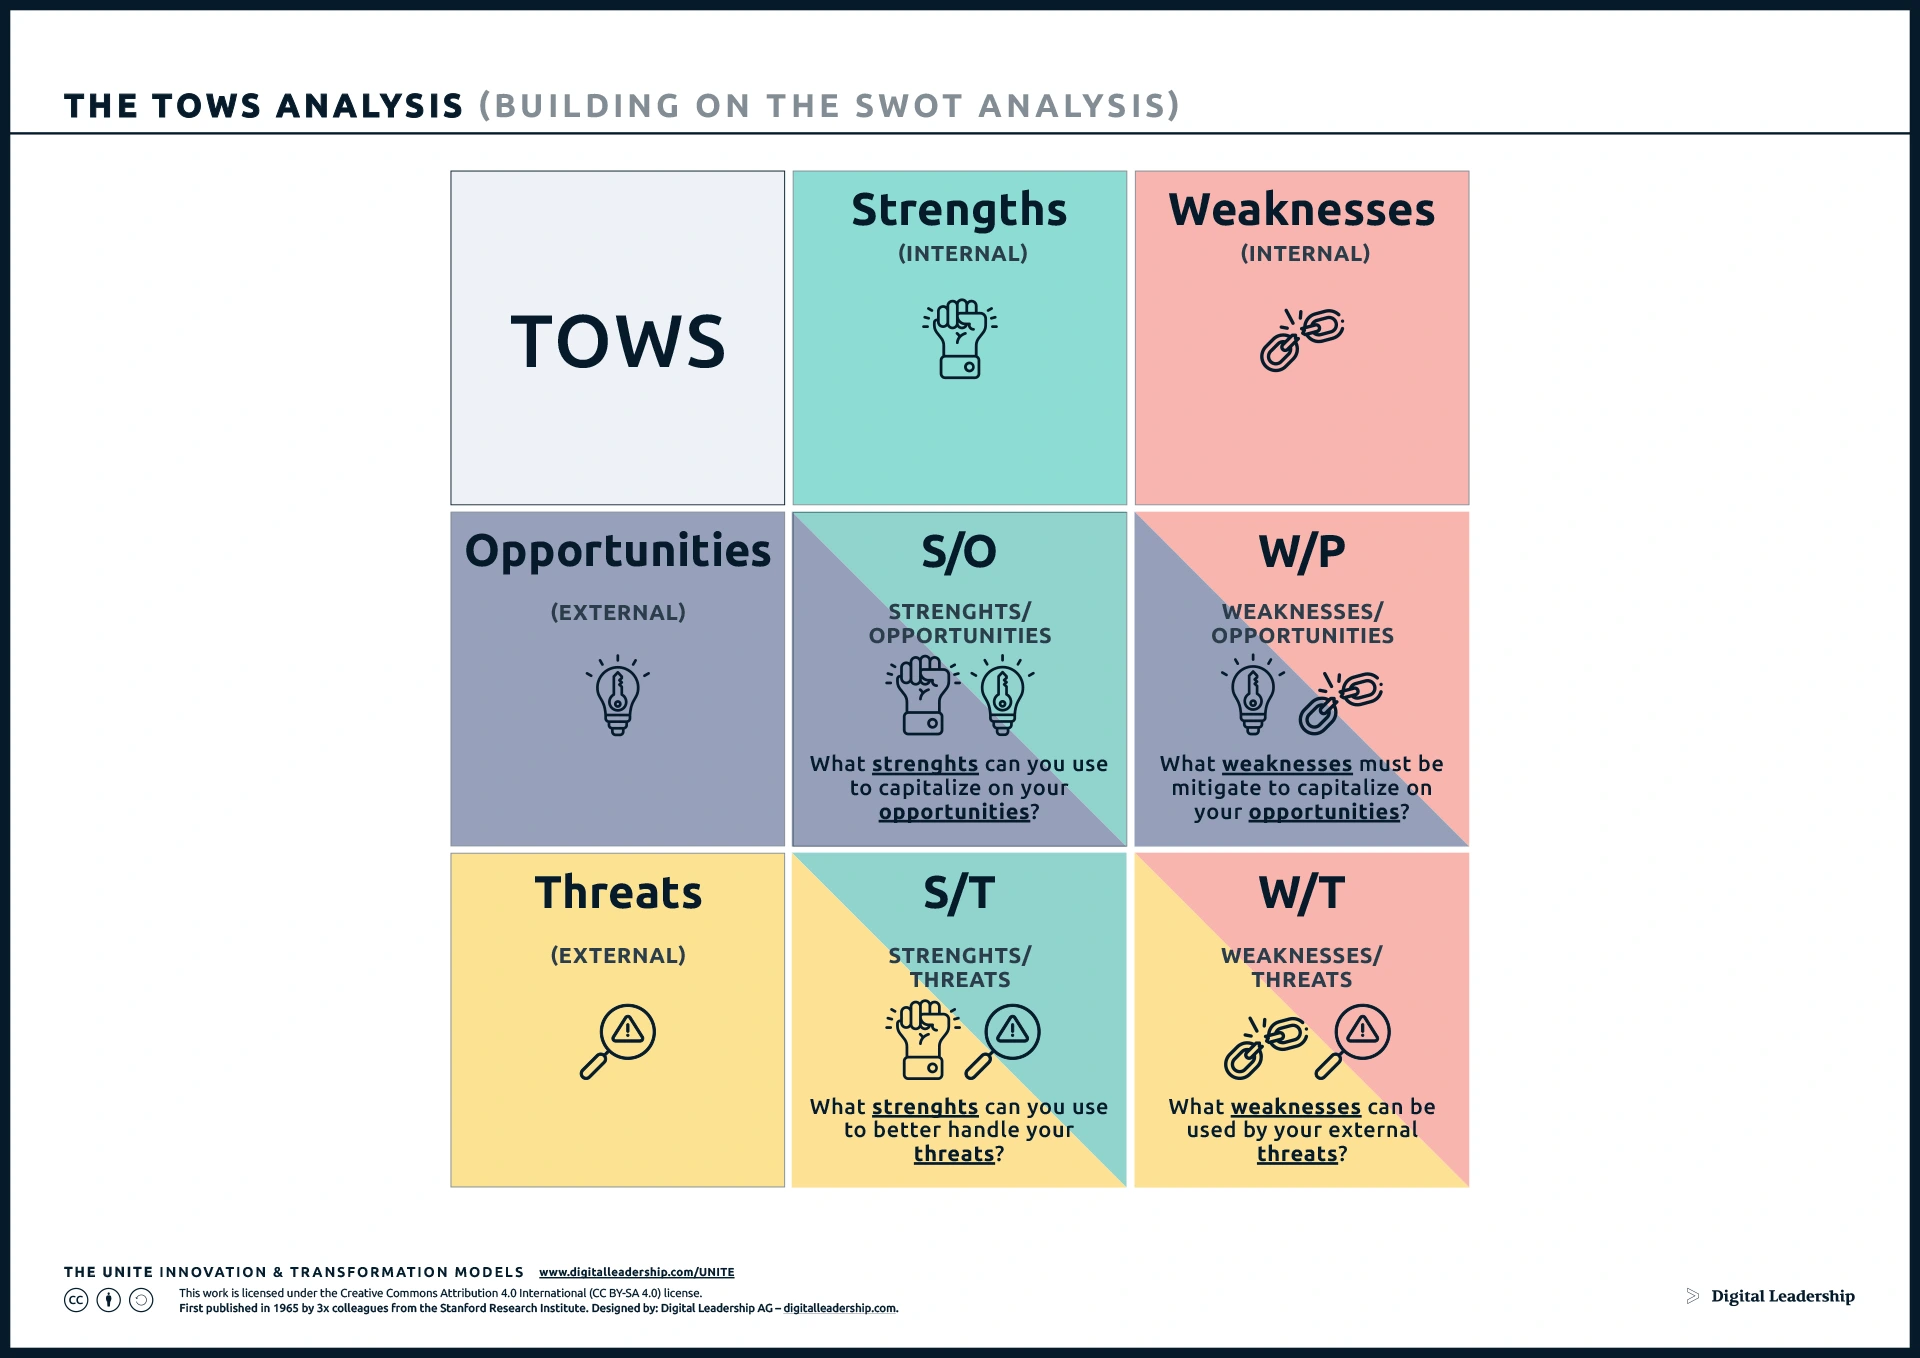 THE TOWS ANALYSIS (BUILDING ON THE SWOT ANALYSIS)
TOWS
Strengths
(INTERNAL)
Weaknesses
(INTERNAL)
Opportunities
(EXTERNAL)
S/O
STRENGHTS/
OPPORTUNITIES
What strenghts can you use
to capitalize on your
opportunities?
W/P
WEAKNESSES/
OPPORTUNITIES
What weaknesses must be
mitigate to capitalize on
your opportunities?
Threats
(EXTERNAL)
S/T
STRENGHTS/
THREATS
What strenghts can you use
to better handle your
threats?
W/T
WEAKNESSES/
THREATS
What weaknesses can be
used by your external
threats?
THE UNITE INNOVATION & TRANSFORMATION MODELS www.digitalleadership.com/UNITE
CC
This work is licensed under the Creative Commons Attribution 4.0 International (CC BY-SA 4.0) license.
First published in 1965 by 3x colleagues from the Stanford Research Institute. Designed by: Digital Leadership AG – digitalleadership.com.
Digital Leadership